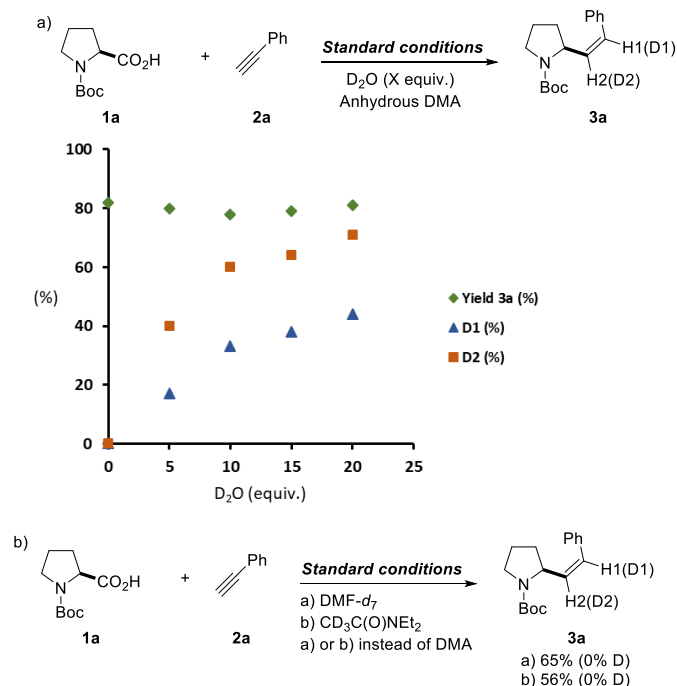 a)
CO₂H
N
Boc
1a
+
Ph
2a
Standard conditions
D₂O (X equiv.)
Anhydrous DMA
Ph
H1(D1)
H2(D2)
N
Boc
3a
100
80
60
40
20
0
(%)
0 5 10 15 20 25
D₂O (equiv.)
Yield 3a (%)
D1 (%)
D2 (%)
b)
CO₂H
N
Boc
1a
+
Ph
2a
Standard conditions
a) DMF-d₇
b) CD₃C(O)NEt₂
a) or b) instead of DMA
Ph
H1(D1)
H2(D2)
N
Boc
3a
a) 65% (0% D)
b) 56% (0% D)